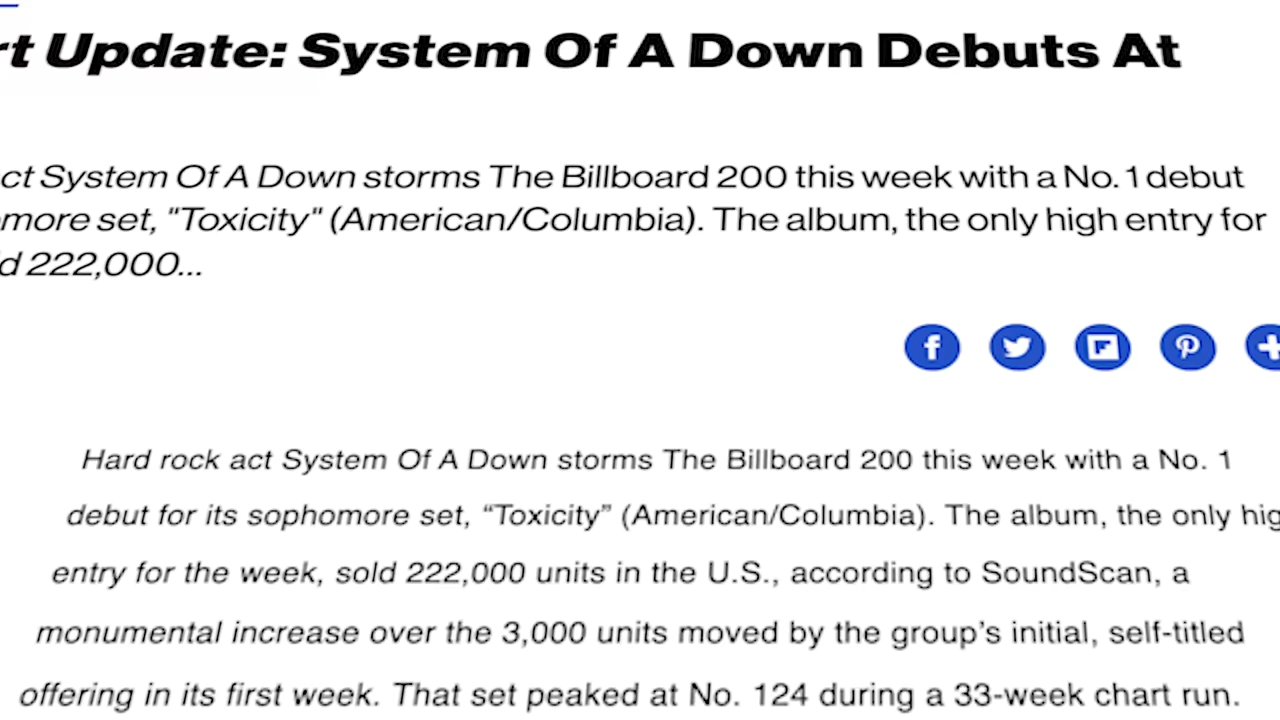 rt Update: System Of A Down Debuts At
ct System Of A Down storms The Billboard 200 this week with a No. 1 debut
omore set, "Toxicity" (American/Columbia). The album, the only high entry for
d 222,000...
Hard rock act System Of A Down storms The Billboard 200 this week with a No. 1
debut for its sophomore set, “Toxicity” (American/Columbia). The album, the only hig
entry for the week, sold 222,000 units in the U.S., according to SoundScan, a
monumental increase over the 3,000 units moved by the group’s initial, self-titled
offering in its first week. That set peaked at No. 124 during a 33-week chart run.